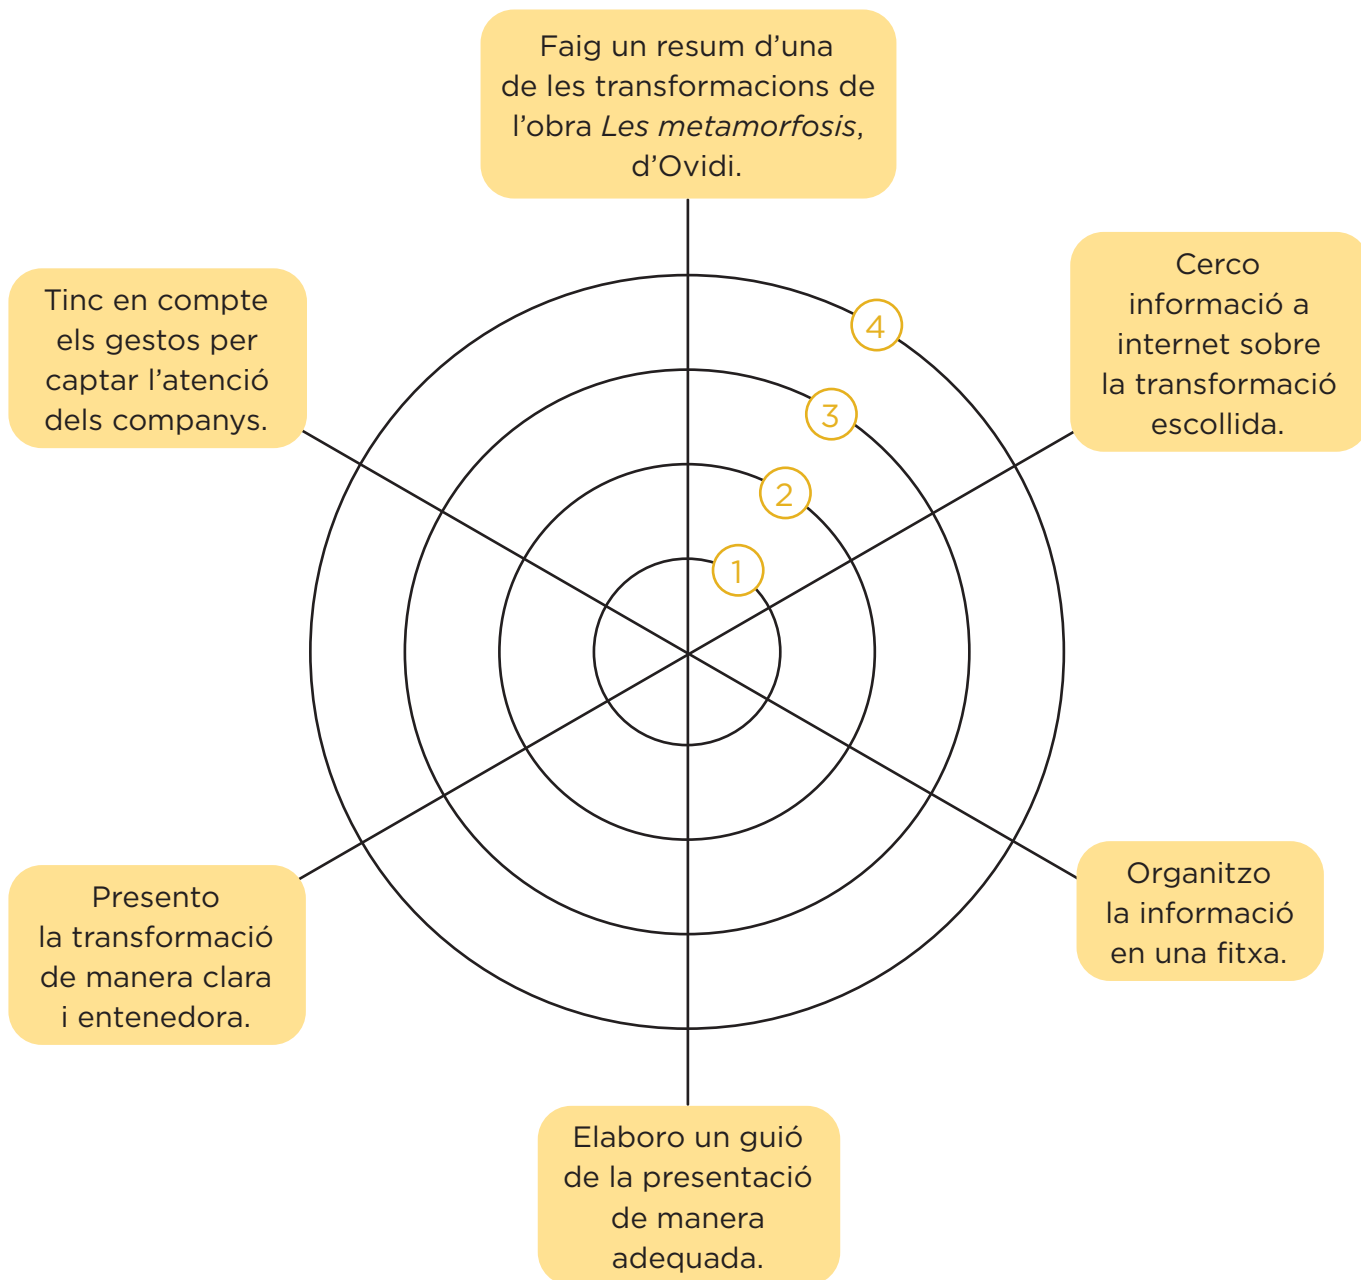 Faig un resum d’una
de les transformacions de
l’obra Les metamorfosis,
d’Ovidi.
Cerco
informació a
internet sobre
la transformació
escollida.
Tinc en compte
els gestos per
captar l’atenció
dels companys.
4
3
2
1
Organitzo
la informació
en una fitxa.
Presento
la transformació
de manera clara
i entenedora.
Elaboro un guió
de la presentació
de manera
adequada.